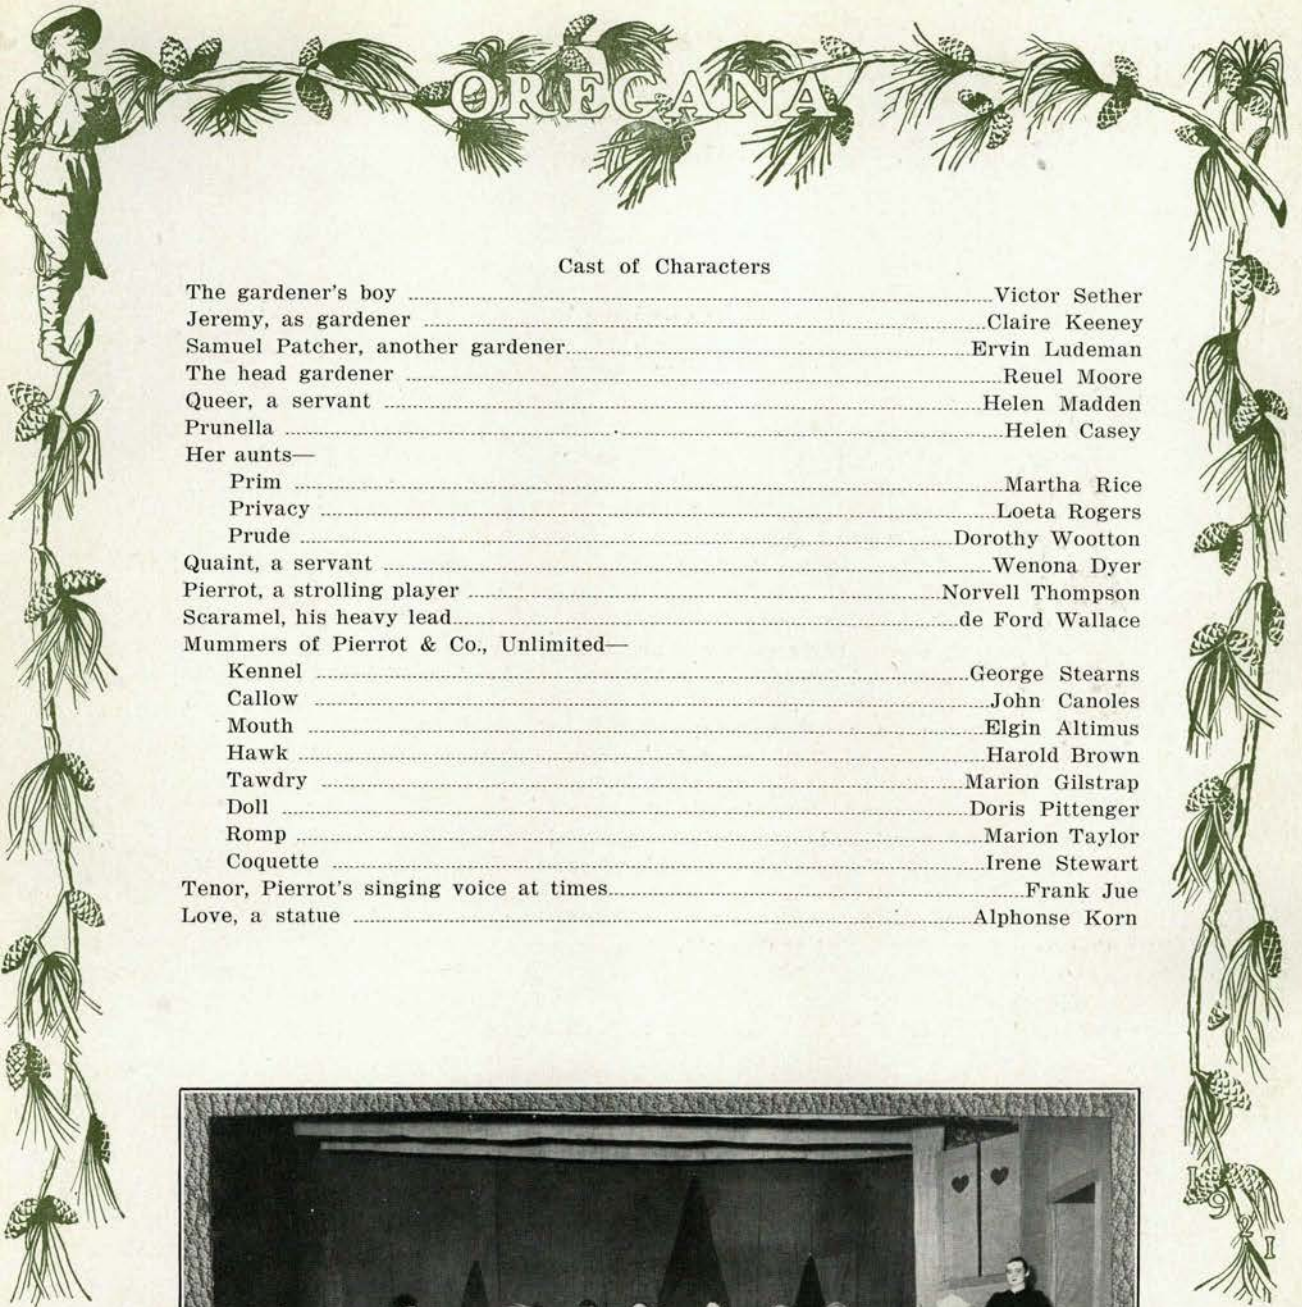 OREGANA
Cast of Characters
The gardener's boy Victor Sether
Jeremy, as gardener Claire Keeney
Samuel Patcher, another gardener Ervin Ludeman
The head gardener Reuel Moore
Queer, a servant Helen Madden
Prunella Helen Casey
Her aunts—
Prim Martha Rice
Privacy Loeta Rogers
Prude Dorothy Wootton
Quaint, a servant Wenona Dyer
Pierrot, a strolling player Norvell Thompson
Scaramel, his heavy lead de Ford Wallace
Mummers of Pierrot & Co., Unlimited—
Kennel George Stearns
Callow John Canoles
Mouth Elgin Altimus
Hawk Harold Brown
Tawdry Marion Gilstrap
Doll Doris Pittenger
Romp Marion Taylor
Coquette Irene Stewart
Tenor, Pierrot's singing voice at times Frank Jue
Love, a statue Alphonse Korn
1921